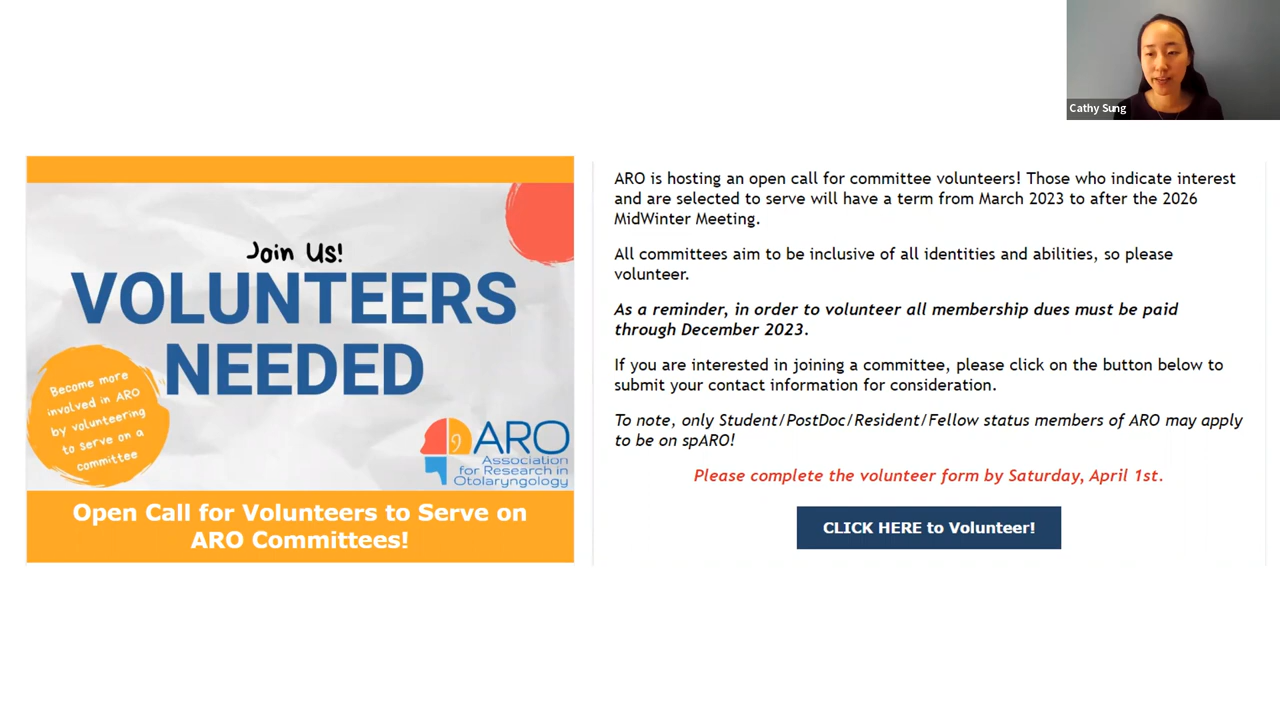 Cathy Sung
Join Us!
VOLUNTEERS
NEEDED
Become more
involved in ARO
by volunteering
to serve on a
committee
ARO
Association
for Research in
Otolaryngology
Open Call for Volunteers to Serve on
ARO Committees!
ARO is hosting an open call for committee volunteers! Those who indicate interest
and are selected to serve will have a term from March 2023 to after the 2026
MidWinter Meeting.
All committees aim to be inclusive of all identities and abilities, so please
volunteer.
As a reminder, in order to volunteer all membership dues must be paid
through December 2023.
If you are interested in joining a committee, please click on the button below to
submit your contact information for consideration.
To note, only Student/PostDoc/Resident/Fellow status members of ARO may apply
to be on spARO!
Please complete the volunteer form by Saturday, April 1st.
CLICK HERE to Volunteer!